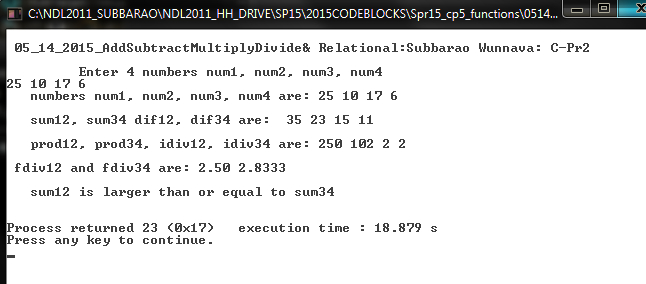 C:\NDL2011_SUBBARAO\NDL2011_HH_DRIVE\SP15\2015CODEBLOCKS\Spr15_cp5_functions\0514...
05_14_2015_AddSubtractMultiplyDivide& Relational:Subbarao Wunnava: C-Pr2
Enter 4 numbers num1, num2, num3, num4
25 10 17 6
numbers num1, num2, num3, num4 are: 25 10 17 6
sum12, sum34 dif12, dif34 are:  35 23 15 11
prod12, prod34, idiv12, idiv34 are: 250 102 2 2
fdiv12 and fdiv34 are: 2.50 2.8333
sum12 is larger than or equal to sum34
Process returned 23 (0x17)   execution time : 18.879 s
Press any key to continue.